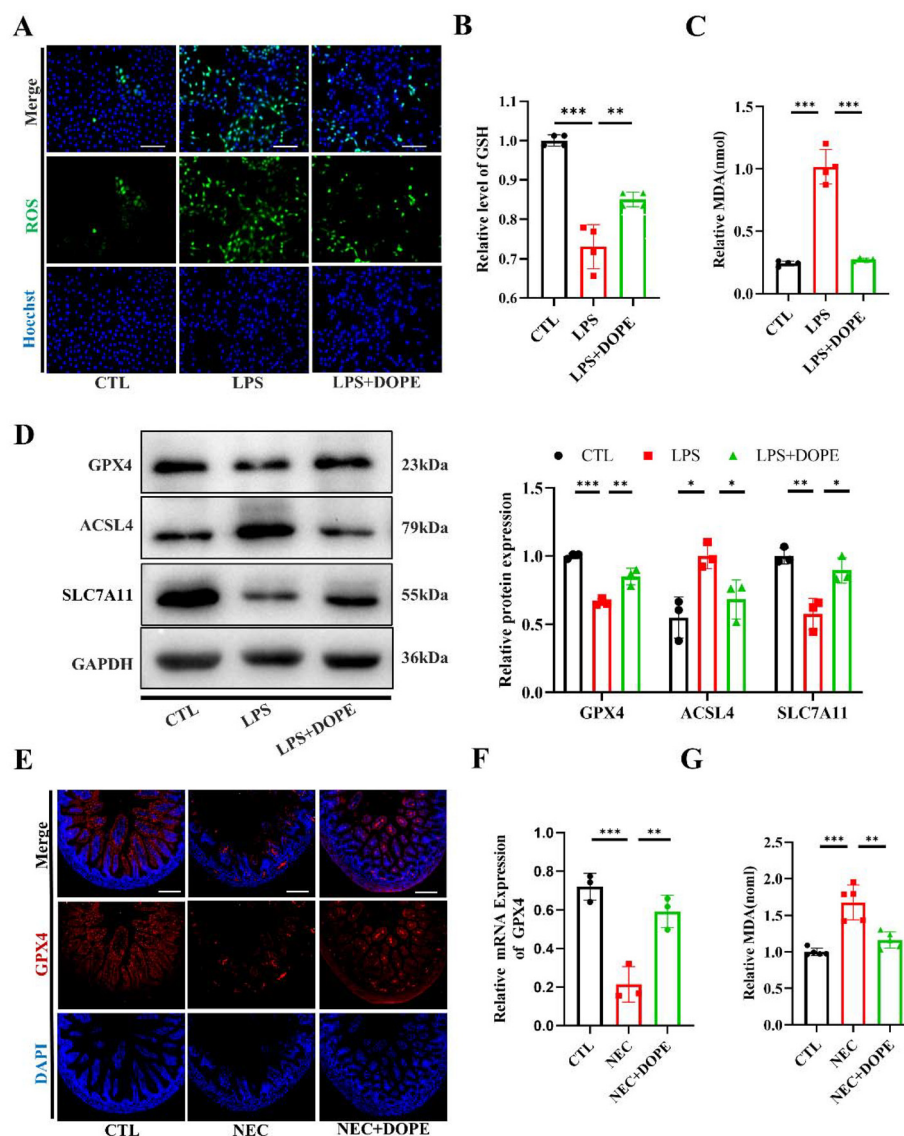 A
Merge
ROS
Hoechst
CTL
LPS
LPS+DOPE
B
Relative level of GSH
1.1
1.0
0.9
0.8
0.7
0.6
*** **
CTL
LPS
LPS+DOPE
C
Relative MDA(nmol)
1.5
1.0
0.5
0.0
*** ***
CTL
LPS
LPS+DOPE
D
GPX4 23kDa
ACSL4 79kDa
SLC7A11 55kDa
GAPDH 36kDa
CTL
LPS
LPS+DOPE
CTL LPS LPS+DOPE
Relative protein expression
1.5
1.0
0.5
0.0
*** ** * * ** *
GPX4 ACSL4 SLC7A11
E
Merge
GPX4
DAPI
CTL
NEC
NEC+DOPE
F
Relative mRNA Expression
of GPX4
1.0
0.8
0.6
0.4
0.2
0.0
*** **
CTL
NEC
NEC+DOPE
G
Relative MDA(noml)
2.5
2.0
1.5
1.0
0.5
0.0
*** **
CTL
NEC
NEC+DOPE